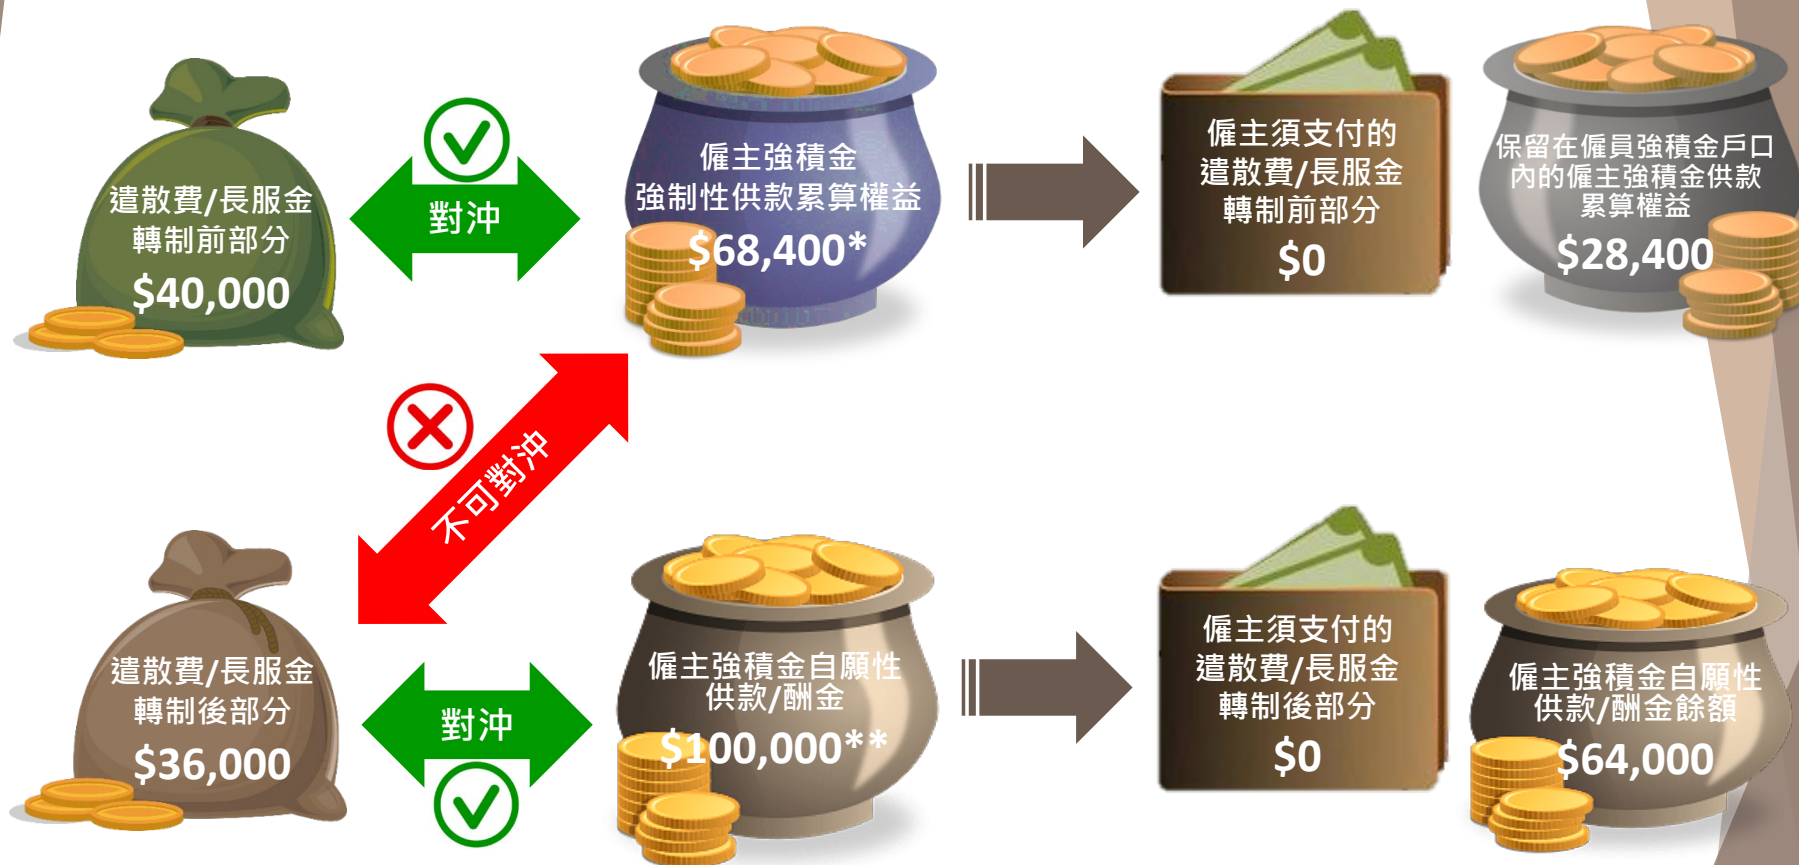 遣散費/長服金
轉制前部分
$40,000
對沖
僱主強積金
強制性供款累算權益
$68,400*
僱主須支付的
遣散費/長服金
轉制前部分
$0
保留在僱員強積金戶口
內的僱主強積金供款
累算權益
$28,400
不可對沖
遣散費/長服金
轉制後部分
$36,000
對沖
僱主強積金自願性
供款/酬金
$100,000**
僱主須支付的
遣散費/長服金
轉制後部分
$0
僱主強積金自願性
供款/酬金餘額
$64,000